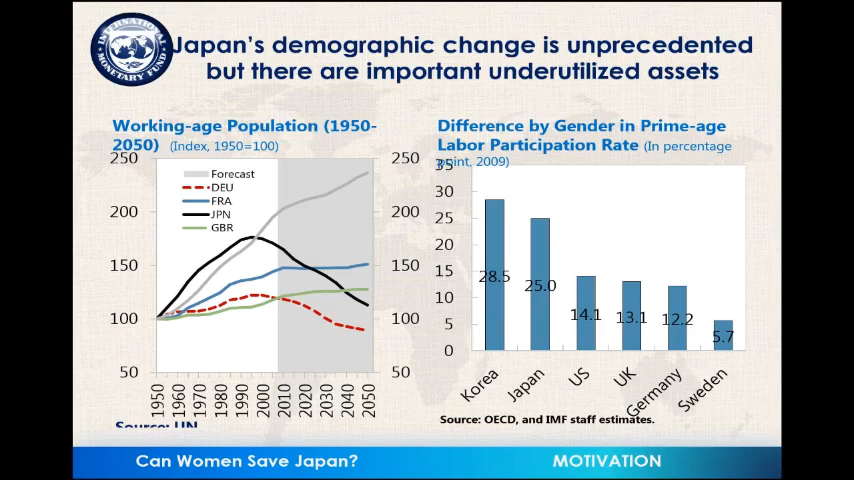 INTERNATIONAL MONETARY FUND
Japan's demographic change is unprecedented
but there are important underutilized assets
Working-age Population (1950-
2050) (Index, 1950=100)
250 250
200 200
150 150
100 100
50 50
Forecast
DEU
FRA
JPN
GBR
1950 1960 1970 1980 1990 2000 2010 2020 2030 2040 2050
Source: UN
Difference by Gender in Prime-age
Labor Participation Rate (In percentage
point, 2009)
35
30
25
20
15
10
5
0
28.5 25.0 14.1 13.1 12.2 5.7
Korea Japan US UK Germany Sweden
Source: OECD, and IMF staff estimates.
Can Women Save Japan? MOTIVATION